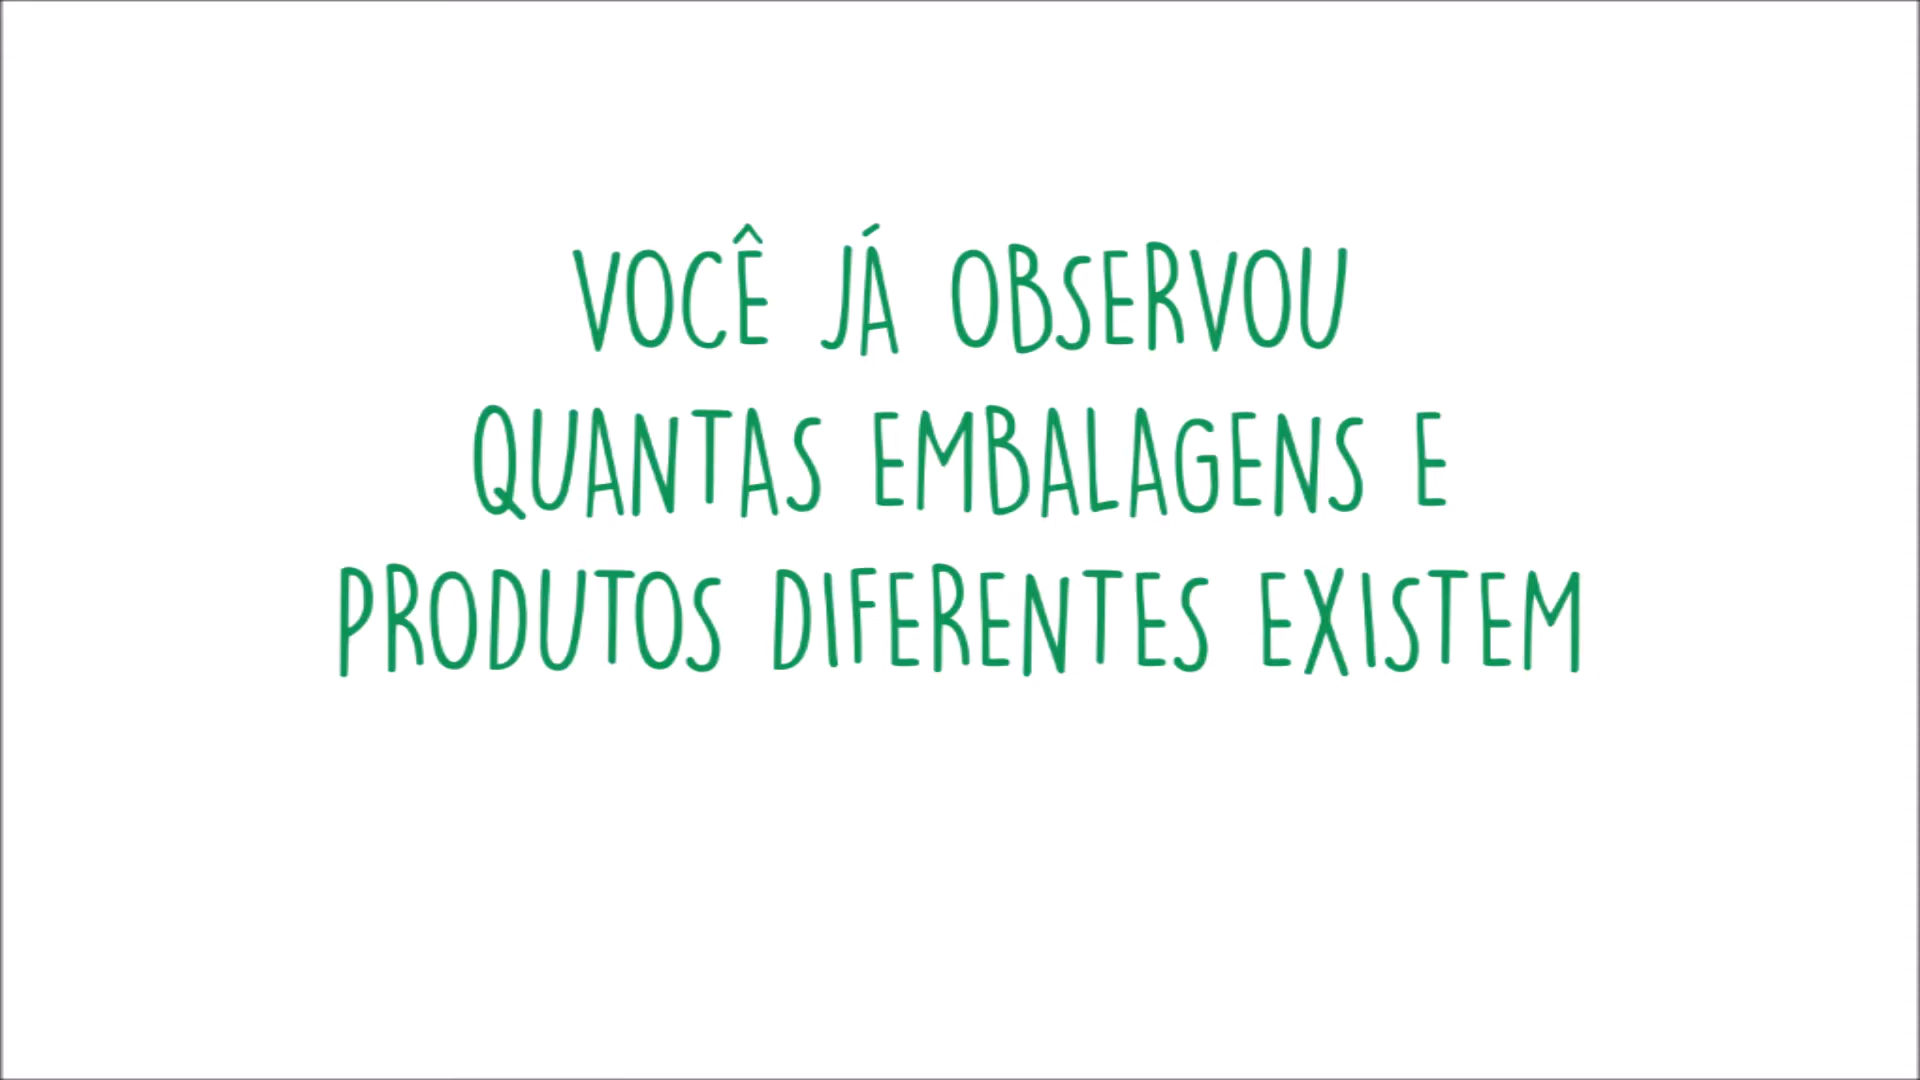 VOCÊ JÁ OBSERVOU
QUANTAS EMBALAGENS E
PRODUTOS DIFERENTES EXISTEM